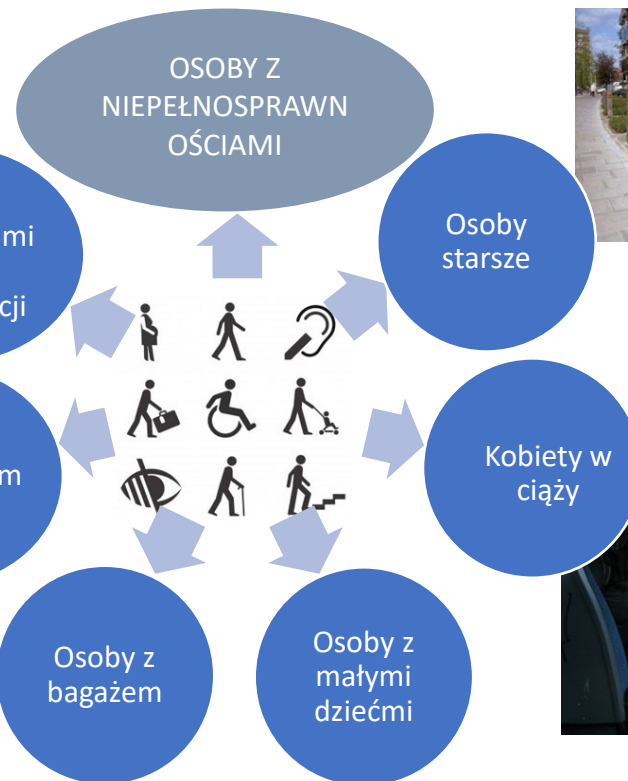 OSOBY Z
NIEPEŁNOSPRAWN
OŚCIAMI
Osoby
starsze
Kobiety w
ciąży
Osoby z
małymi
dziećmi
Osoby z
bagażem